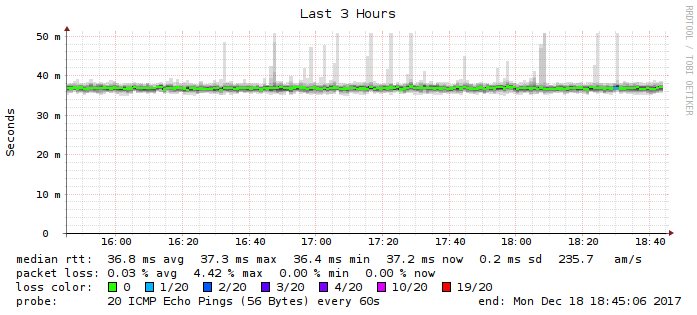 Last 3 Hours
RRDTOOL / TOBI OETIKER
Seconds
50 m
40 m
30 m
20 m
10 m
0
16:00 16:20 16:40 17:00 17:20 17:40 18:00 18:20 18:40
median rtt: 36.8 ms avg 37.3 ms max 36.4 ms min 37.2 ms now 0.2 ms sd 235.7 am/s
packet loss: 0.03 % avg 4.42 % max 0.00 % min 0.00 % now
loss color: 0 1/20 2/20 3/20 4/20 10/20 19/20
probe: 20 ICMP Echo Pings (56 Bytes) every 60s end: Mon Dec 18 18:45:06 2017